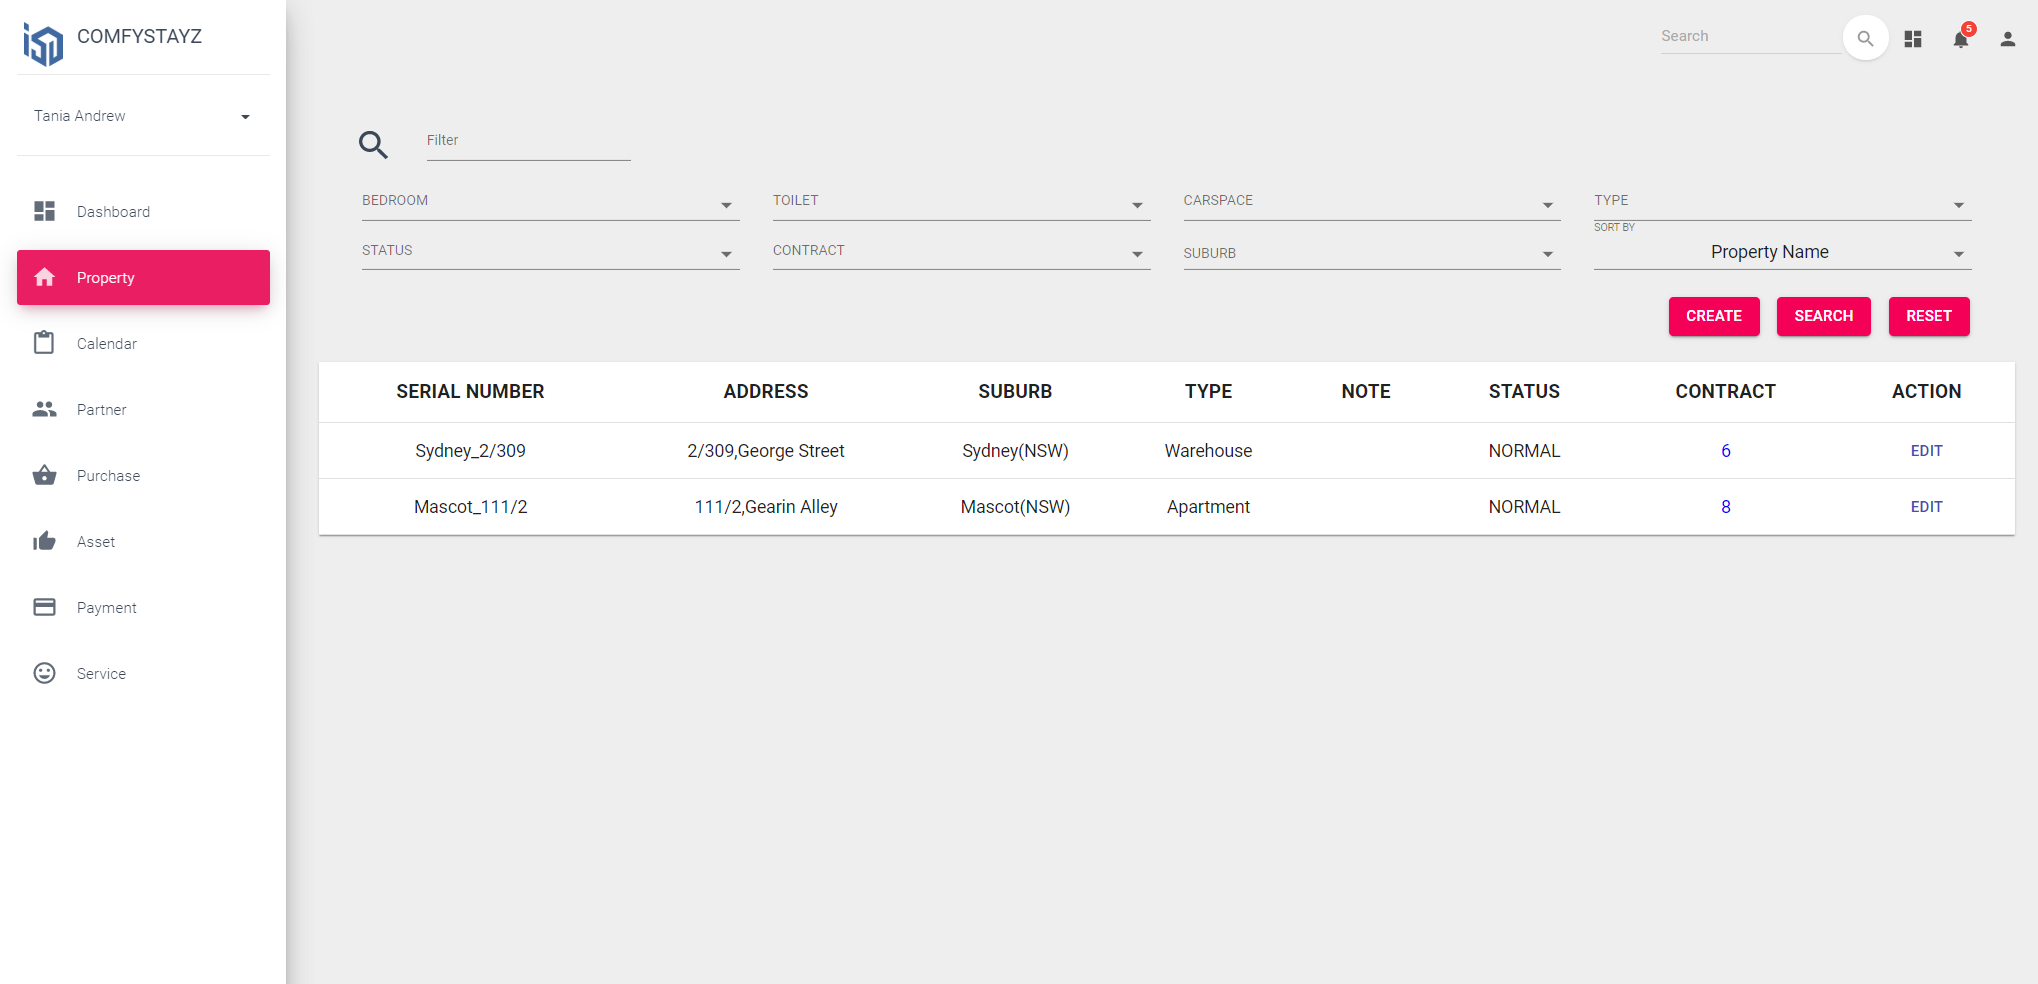 COMFYSTAYZ
Tania Andrew
Dashboard
Property
Calendar
Partner
Purchase
Asset
Payment
Service
Search
5
Filter
BEDROOM TOILET CARSPACE TYPE
STATUS CONTRACT SUBURB SORT BY Property Name
CREATE SEARCH RESET
SERIAL NUMBER ADDRESS SUBURB TYPE NOTE STATUS CONTRACT ACTION
Sydney_2/309 2/309,George Street Sydney(NSW) Warehouse NORMAL 6 EDIT
Mascot_111/2 111/2,Gearin Alley Mascot(NSW) Apartment NORMAL 8 EDIT